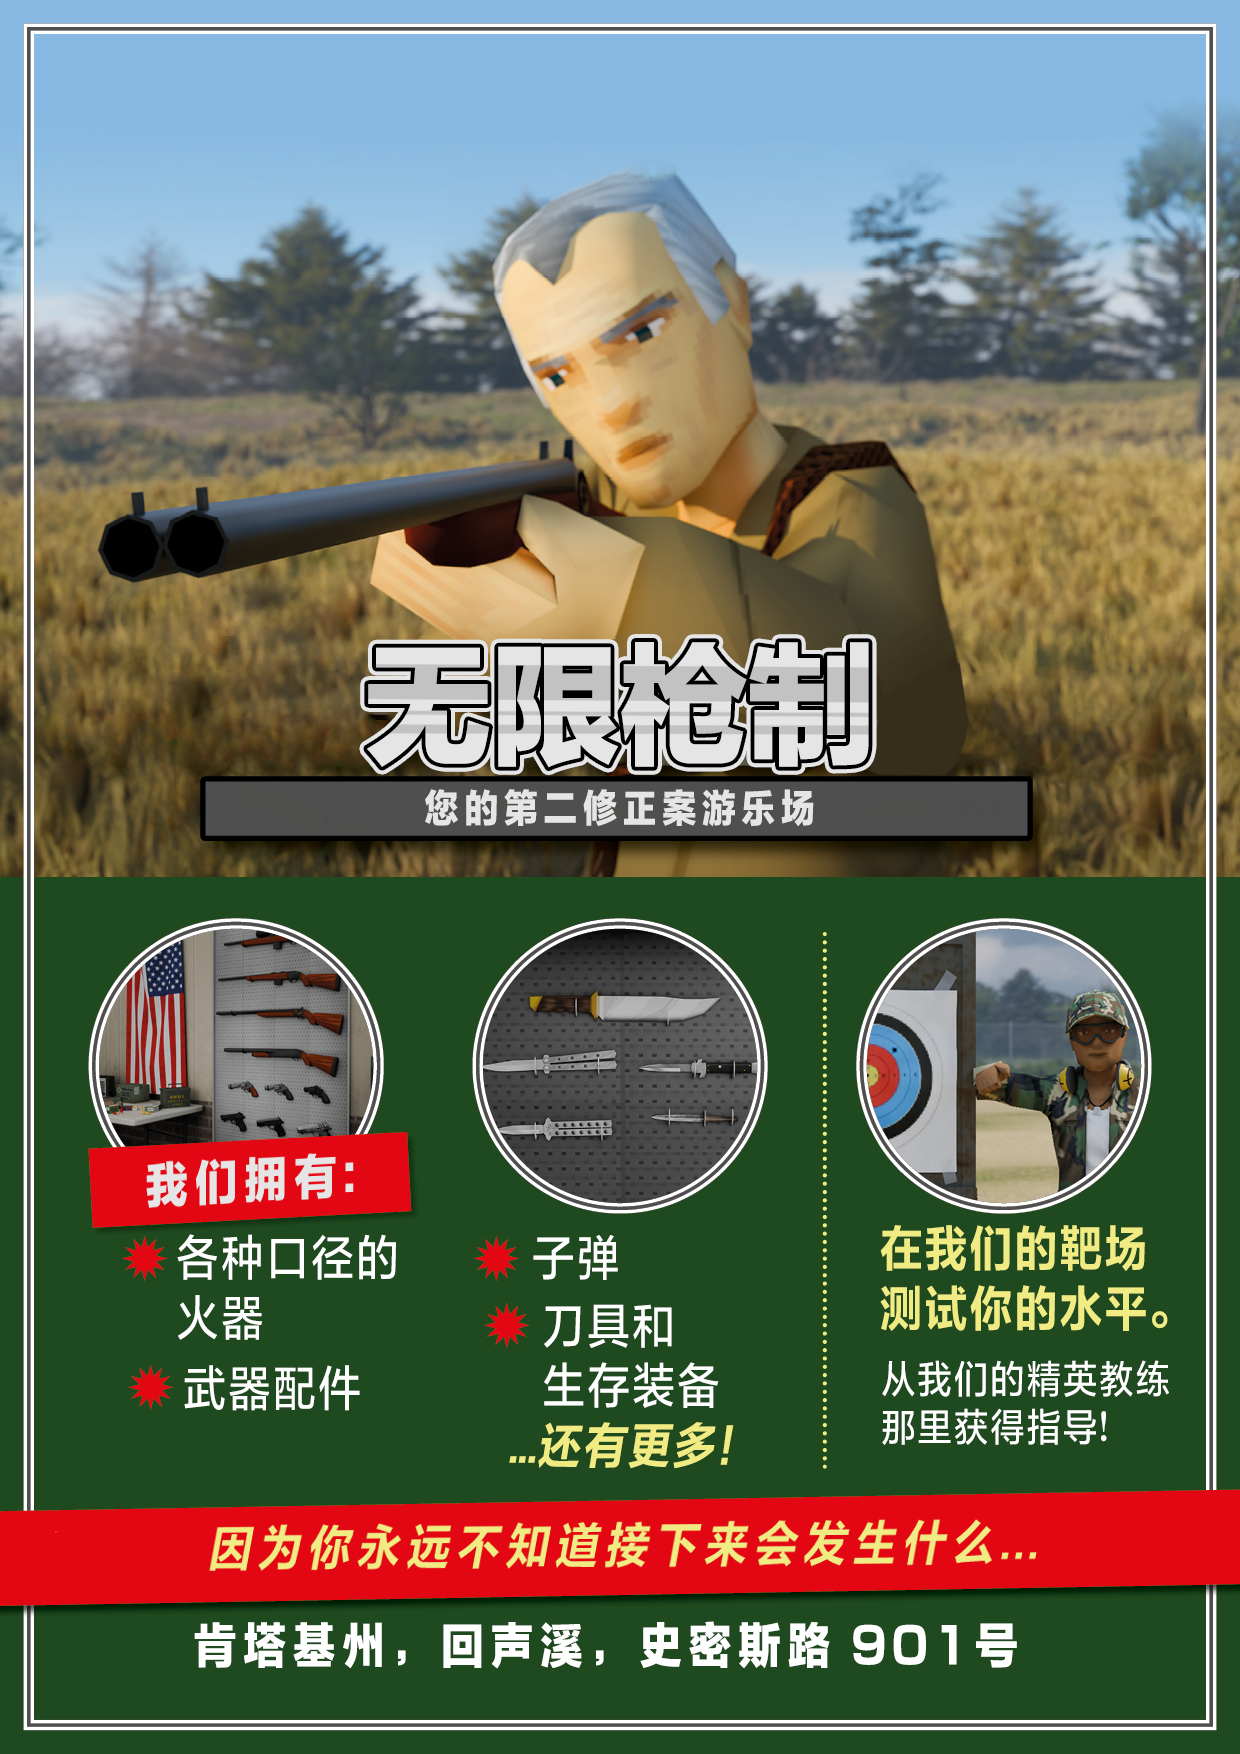 无限枪制
您的第二修正案游乐场
我们拥有:
各种口径的
火器
武器配件
子弹
刀具和
生存装备
...还有更多!
在我们的靶场
测试你的水平。
从我们的精英教练
那里获得指导!
因为你永远不知道接下来会发生什么...
肯塔基州，回声溪，史密斯路 901号